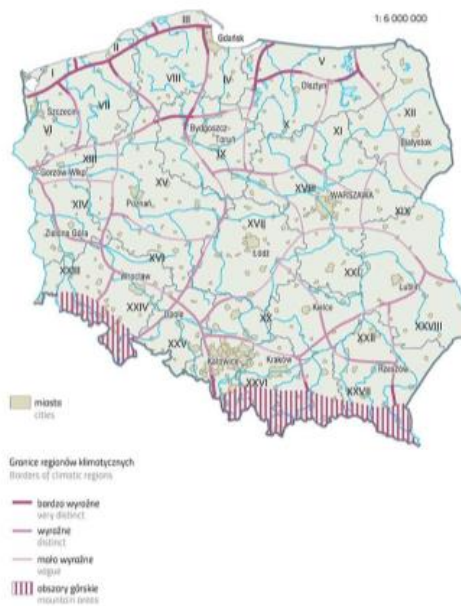 1: 6 000 000
III
Gdańsk
II
I
V
VIII
IV
Olsztyn
VII
Szczecin
XII
VI
Bydgoszcz
X
XI
Toruń
Białystok
IX
XIII
Gorzów Wlkp.
XV
XVIII
WARSZAWA
Poznań
XIV
XIX
XVII
Zielona Góra
Łódź
XVI
XXIII
XXI
Wrocław
Lublin
XXIV
Kielce
Opole
XX
XXVIII
XXII
XXV
Katowice
Kraków
Rzeszów
XXVI
XXVII
miasta
cities
Granice regionów klimatycznych
Borders of climatic regions
bardzo wyraźne
very distinct
wyraźne
distinct
mało wyraźne
vague
obszary górskie
mountain areas